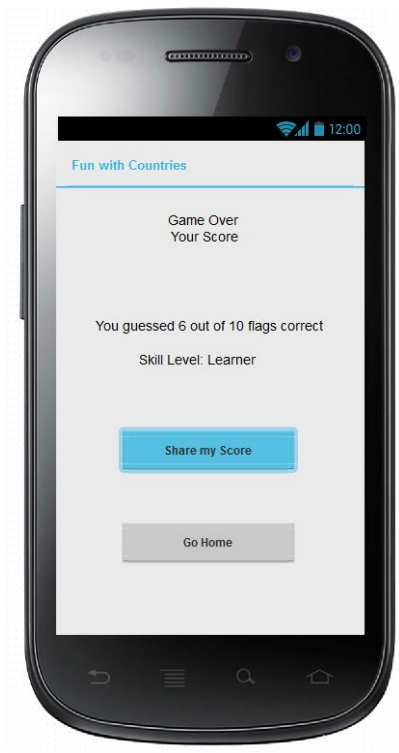 12:00
Fun with Countries
Game Over
Your Score
You guessed 6 out of 10 flags correct
Skill Level: Learner
Share my Score
Go Home